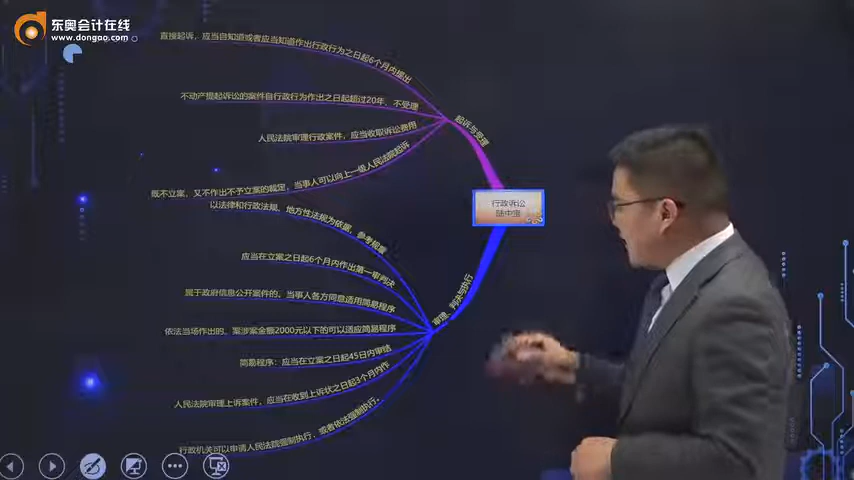 东奥会计在线
www.dongao.com
直接起诉，应当自知道或者应当知道作出行政行为之日起6个月内提出
不动产提起诉讼的案件自行政行为作出之日起超过20年，不受理
人民法院审理行政案件，应当收取诉讼费用
既不立案，又不作出不予立案的裁定，当事人可以向上一级人民法院起诉
起诉与受理
行政诉讼
陆中宝
以法律和行政法规、地方性法规为依据，参考规章
应当在立案之日起6个月内作出第一审判决
属于政府信息公开案件的，当事人各方同意适用简易程序
依法当场作出的，案涉案金额2000元以下的可以适应简易程序
简易程序：应当在立案之日起45日内审结
人民法院审理上诉案件，应当在收到上诉状之日起3个月内作
行政机关可以申请人民法院强制执行，或者依法强制执行。
审理、判决与执行